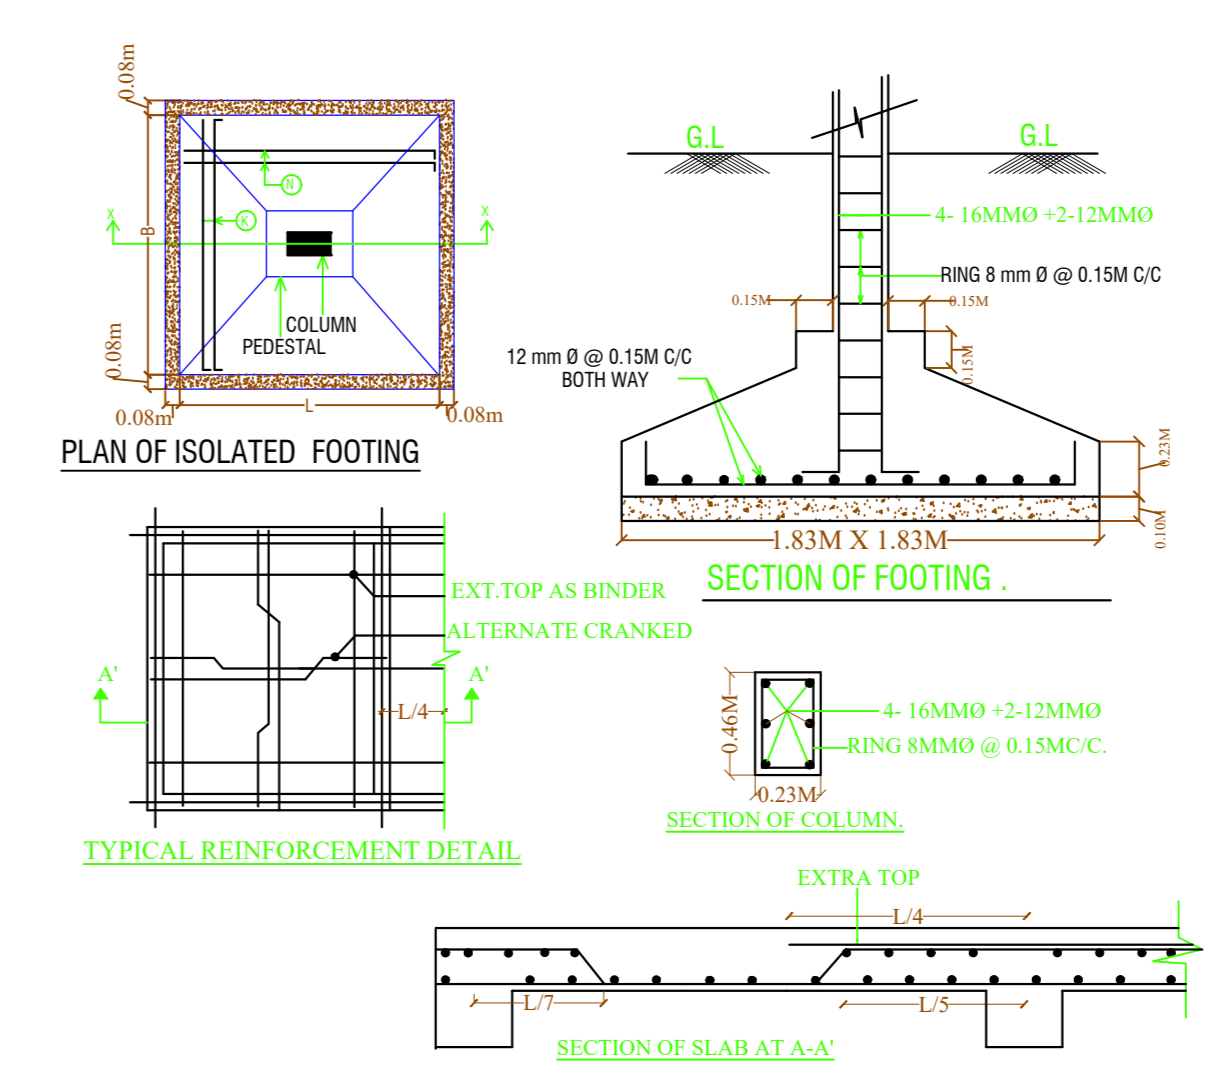 0.08m
N
K
X
X
B
COLUMN
PEDESTAL
0.08m
L
0.08m
0.08m
PLAN OF ISOLATED FOOTING
G.L
G.L
4- 16MMØ +2-12MMØ
RING 8 mm Ø @ 0.15M C/C
0.15M
0.15M
0.15M
12 mm Ø @ 0.15M C/C
BOTH WAY
0.23M
0.10M
1.83M X 1.83M
SECTION OF FOOTING .
EXT.TOP AS BINDER
ALTERNATE CRANKED
A'
A'
L/4
TYPICAL REINFORCEMENT DETAIL
0.46M
4- 16MMØ +2-12MMØ
RING 8MMØ @ 0.15MC/C.
0.23M
SECTION OF COLUMN.
EXTRA TOP
L/4
L/7
L/5
SECTION OF SLAB AT A-A'